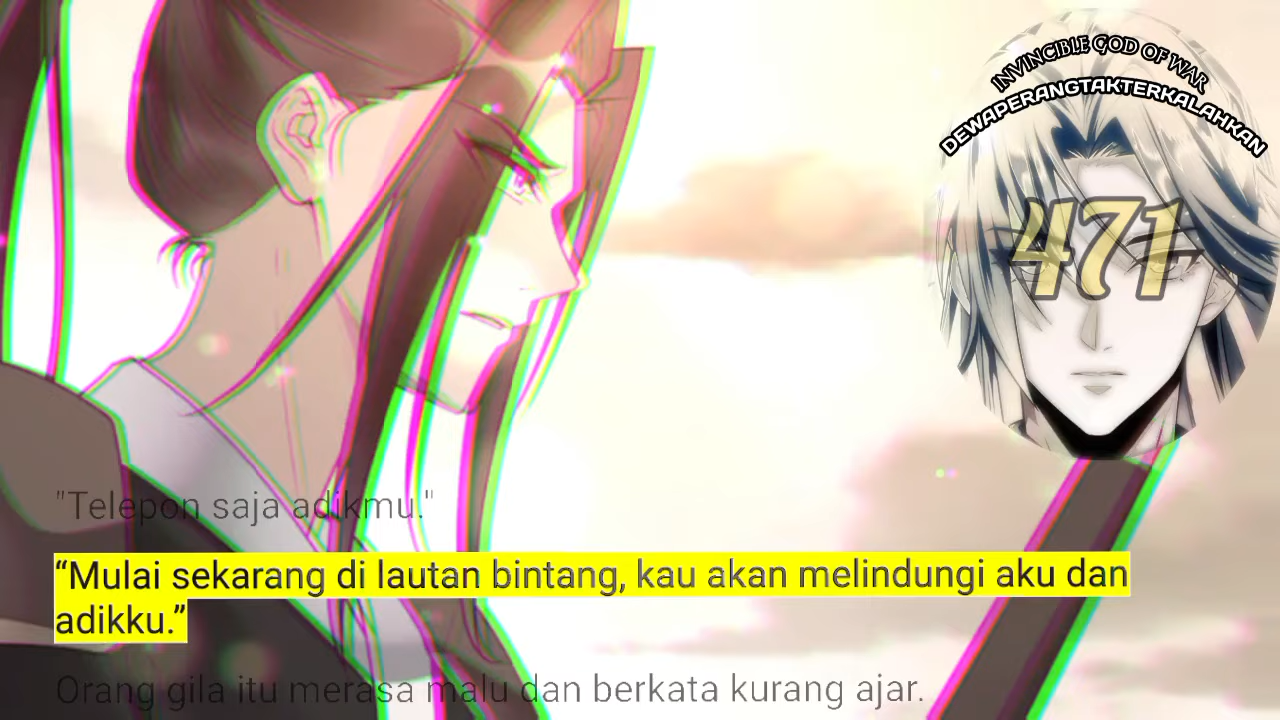 INVINCIBLE GOD OF WAR
DEWAPERANGTAKTERKALAHKAN
471
"Telepon saja adikmu."
“Mulai sekarang di lautan bintang, kau akan melindungi aku dan
adikku.”
Orang gila itu merasa malu dan berkata kurang ajar.